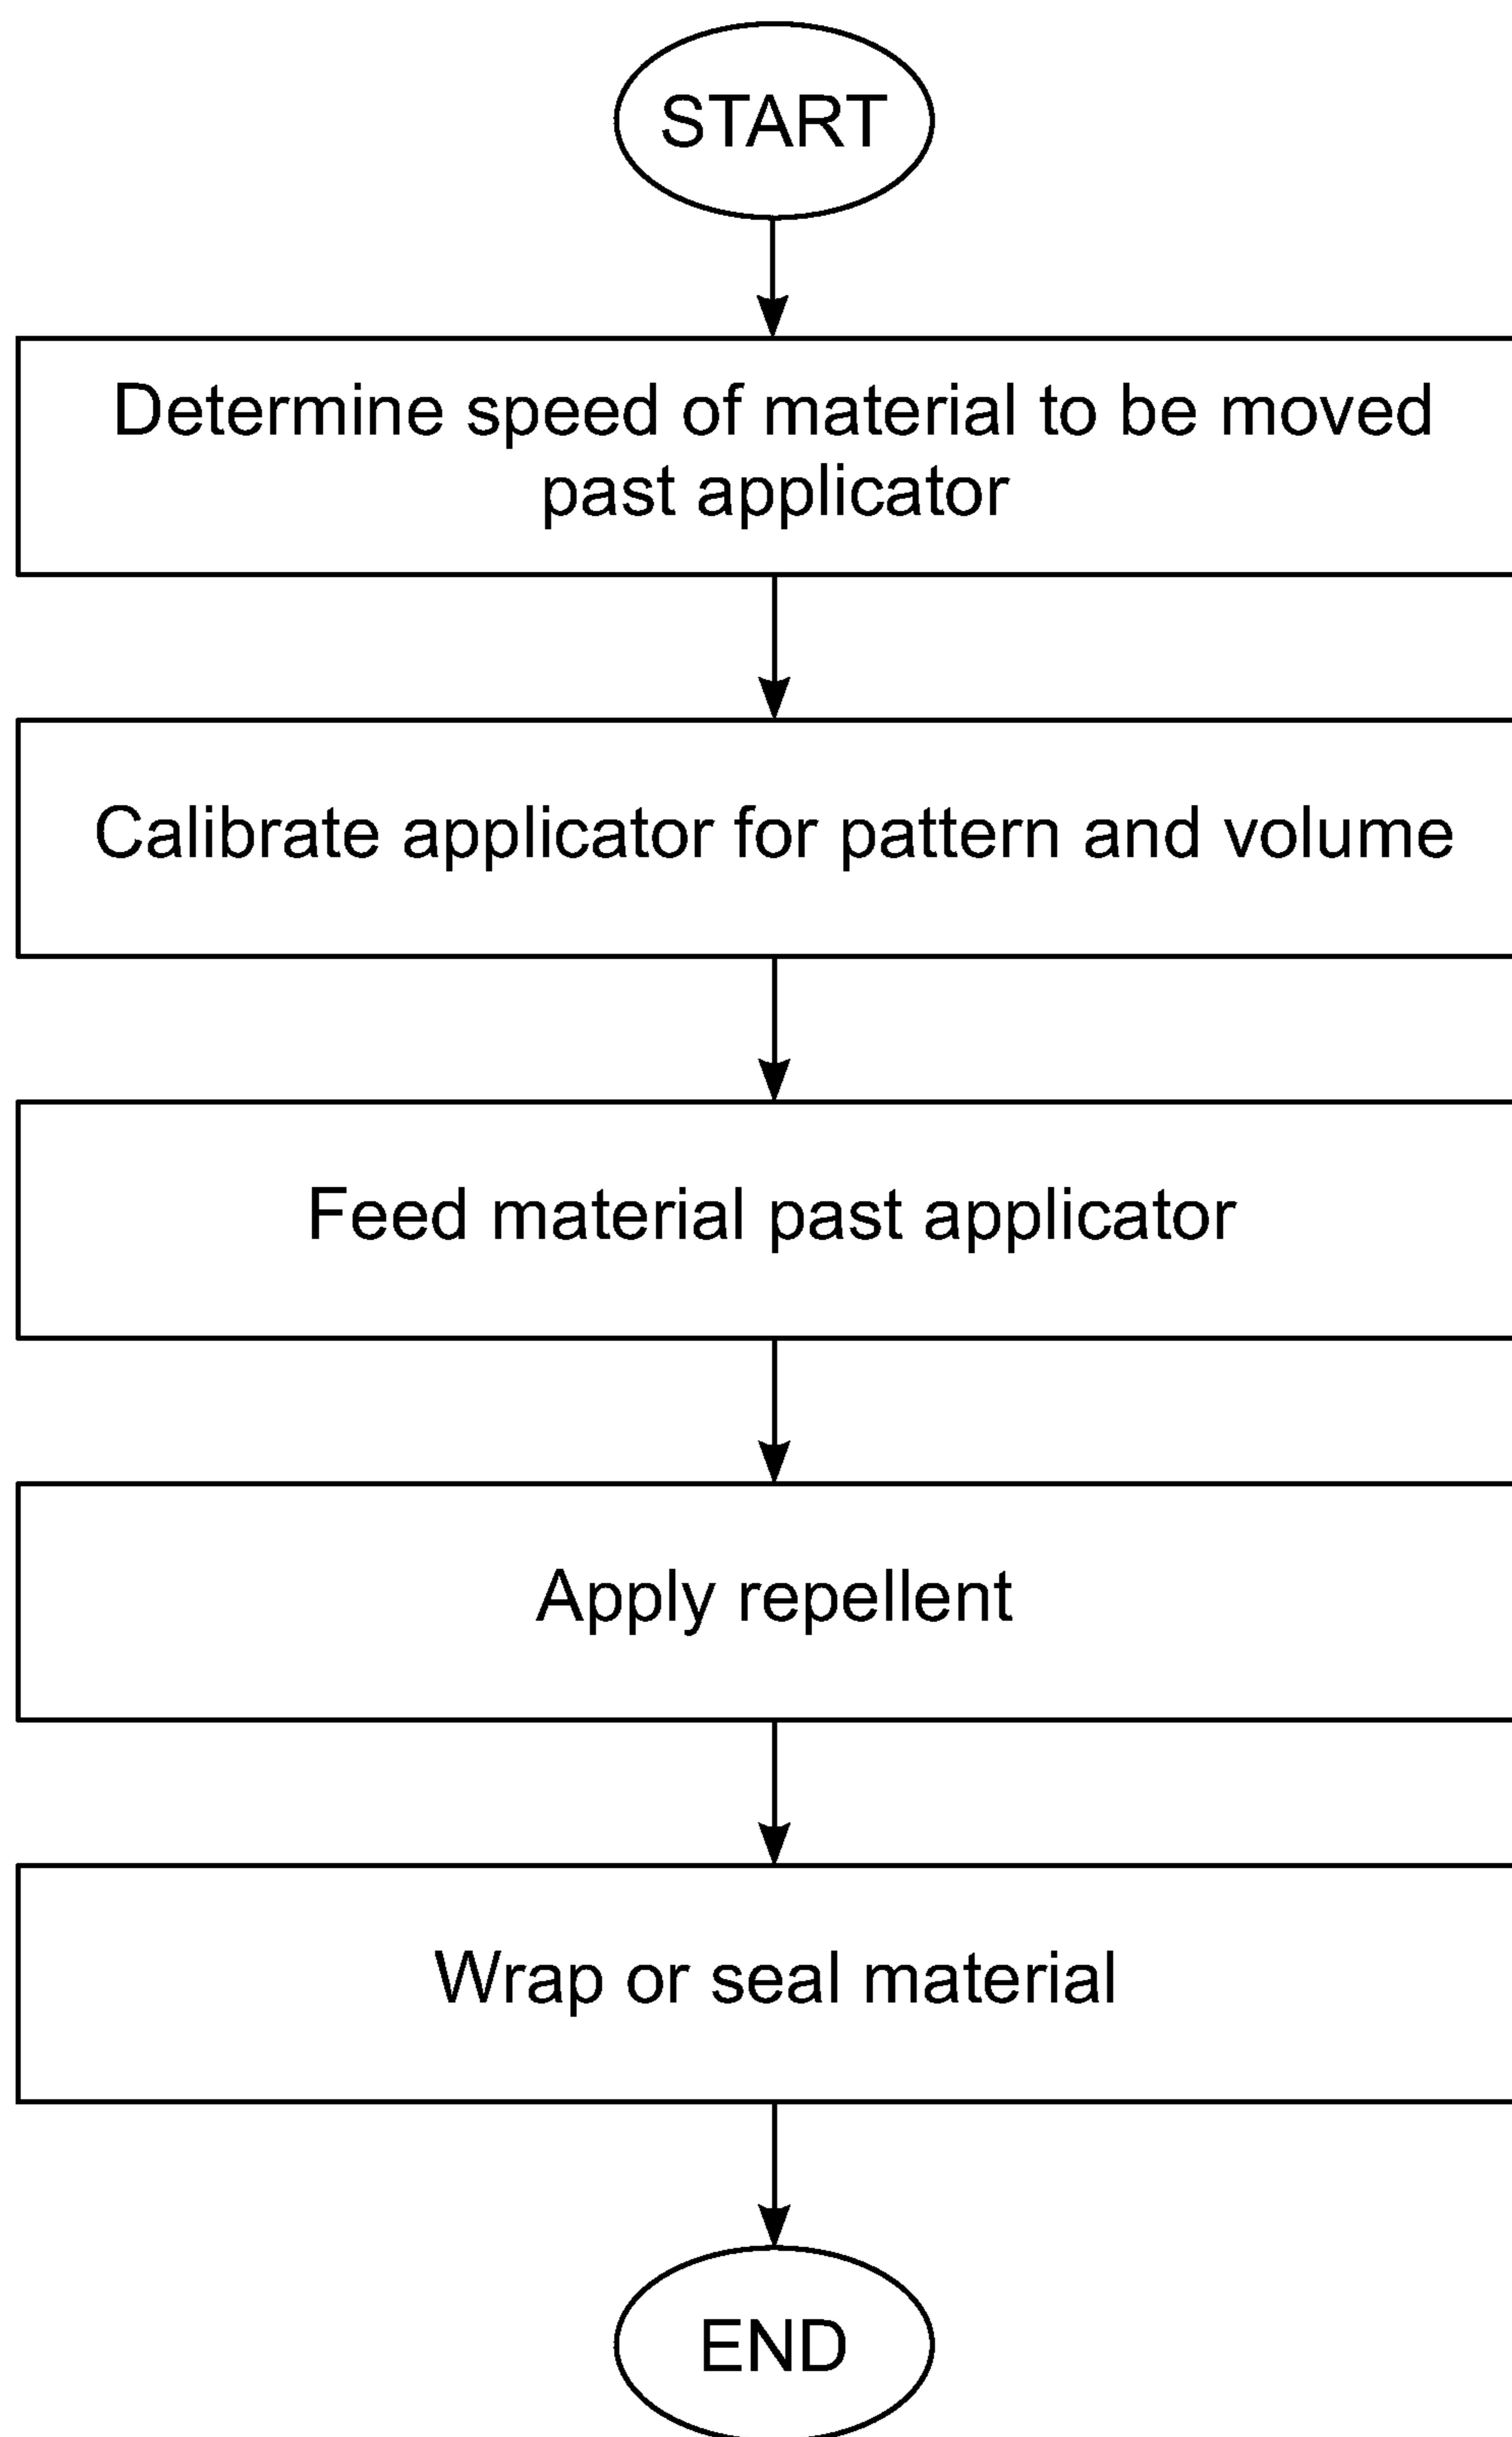 START
Determine speed of material to be moved
past applicator
Calibrate applicator for pattern and volume
Feed material past applicator
Apply repellent
Wrap or seal material
END